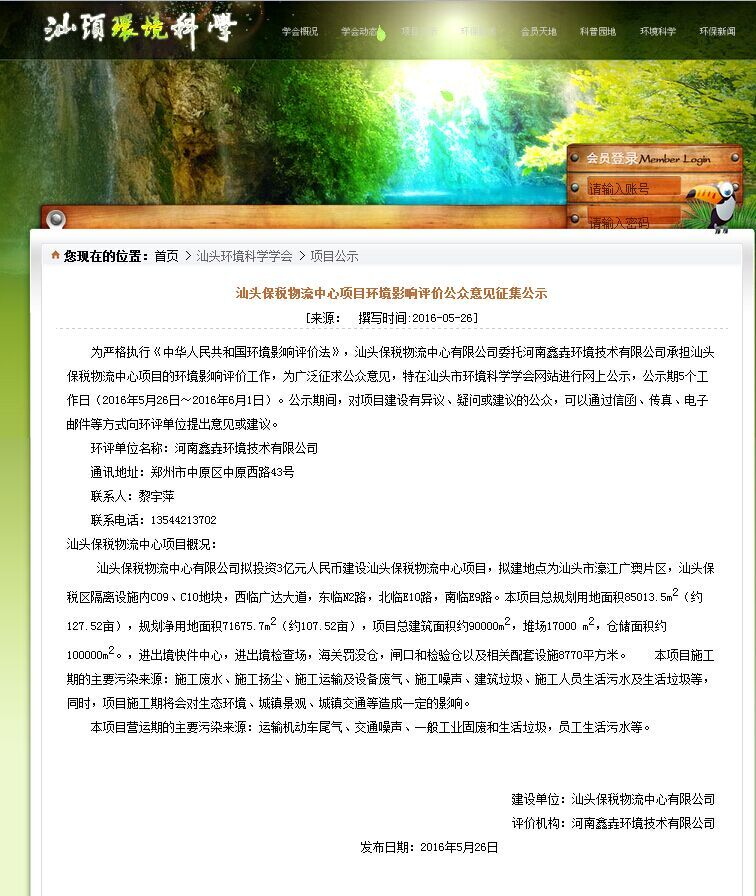 汕頭環境科學
学会概况 学会动态 会员天地 科普园地 环境科学 环保新闻
会员登录 Member Login
请输入账号
请输入密码
您现在的位置：首页 > 汕头环境科学学会 > 项目公示
汕头保税物流中心项目环境影响评价公众意见征集公示
[来源： 撰写时间:2016-05-26]
为严格执行《中华人民共和国环境影响评价法》，汕头保税物流中心有限公司委托河南鑫垚环境技术有限公司承担汕头
保税物流中心项目的环境影响评价工作，为广泛征求公众意见，特在汕头市环境科学学会网站进行网上公示，公示期5个工
作日（2016年5月26日～2016年6月1日）。公示期间，对项目建设有异议、疑问或建议的公众，可以通过信函、传真、电子
邮件等方式向环评单位提出意见或建议。
环评单位名称：河南鑫垚环境技术有限公司
通讯地址：郑州市中原区中原西路43号
联系人：黎宇萍
联系电话：13544213702
汕头保税物流中心项目概况：
汕头保税物流中心有限公司拟投资3亿元人民币建设汕头保税物流中心项目，拟建地点为汕头市濠江广澳片区，汕头保
税区隔离设施内C09、C10地块，西临广达大道，东临N2路，北临E10路，南临E9路。本项目总规划用地面积85013.5m²（约
127.52亩），规划净用地面积71675.7m²（约107.52亩），项目总建筑面积约90000m²，堆场17000 m²，仓储面积约
100000m²。，进出境快件中心，进出境检查场，海关罚没仓，闸口和检验仓以及相关配套设施8770平方米。 本项目施工
期的主要污染来源：施工废水、施工扬尘、施工运输及设备废气、施工噪声、建筑垃圾、施工人员生活污水及生活垃圾等，
同时，项目施工期将会对生态环境、城镇景观、城镇交通等造成一定的影响。
本项目营运期的主要污染来源：运输机动车尾气、交通噪声、一般工业固废和生活垃圾，员工生活污水等。
建设单位：汕头保税物流中心有限公司
评价机构：河南鑫垚环境技术有限公司
发布日期：2016年5月26日